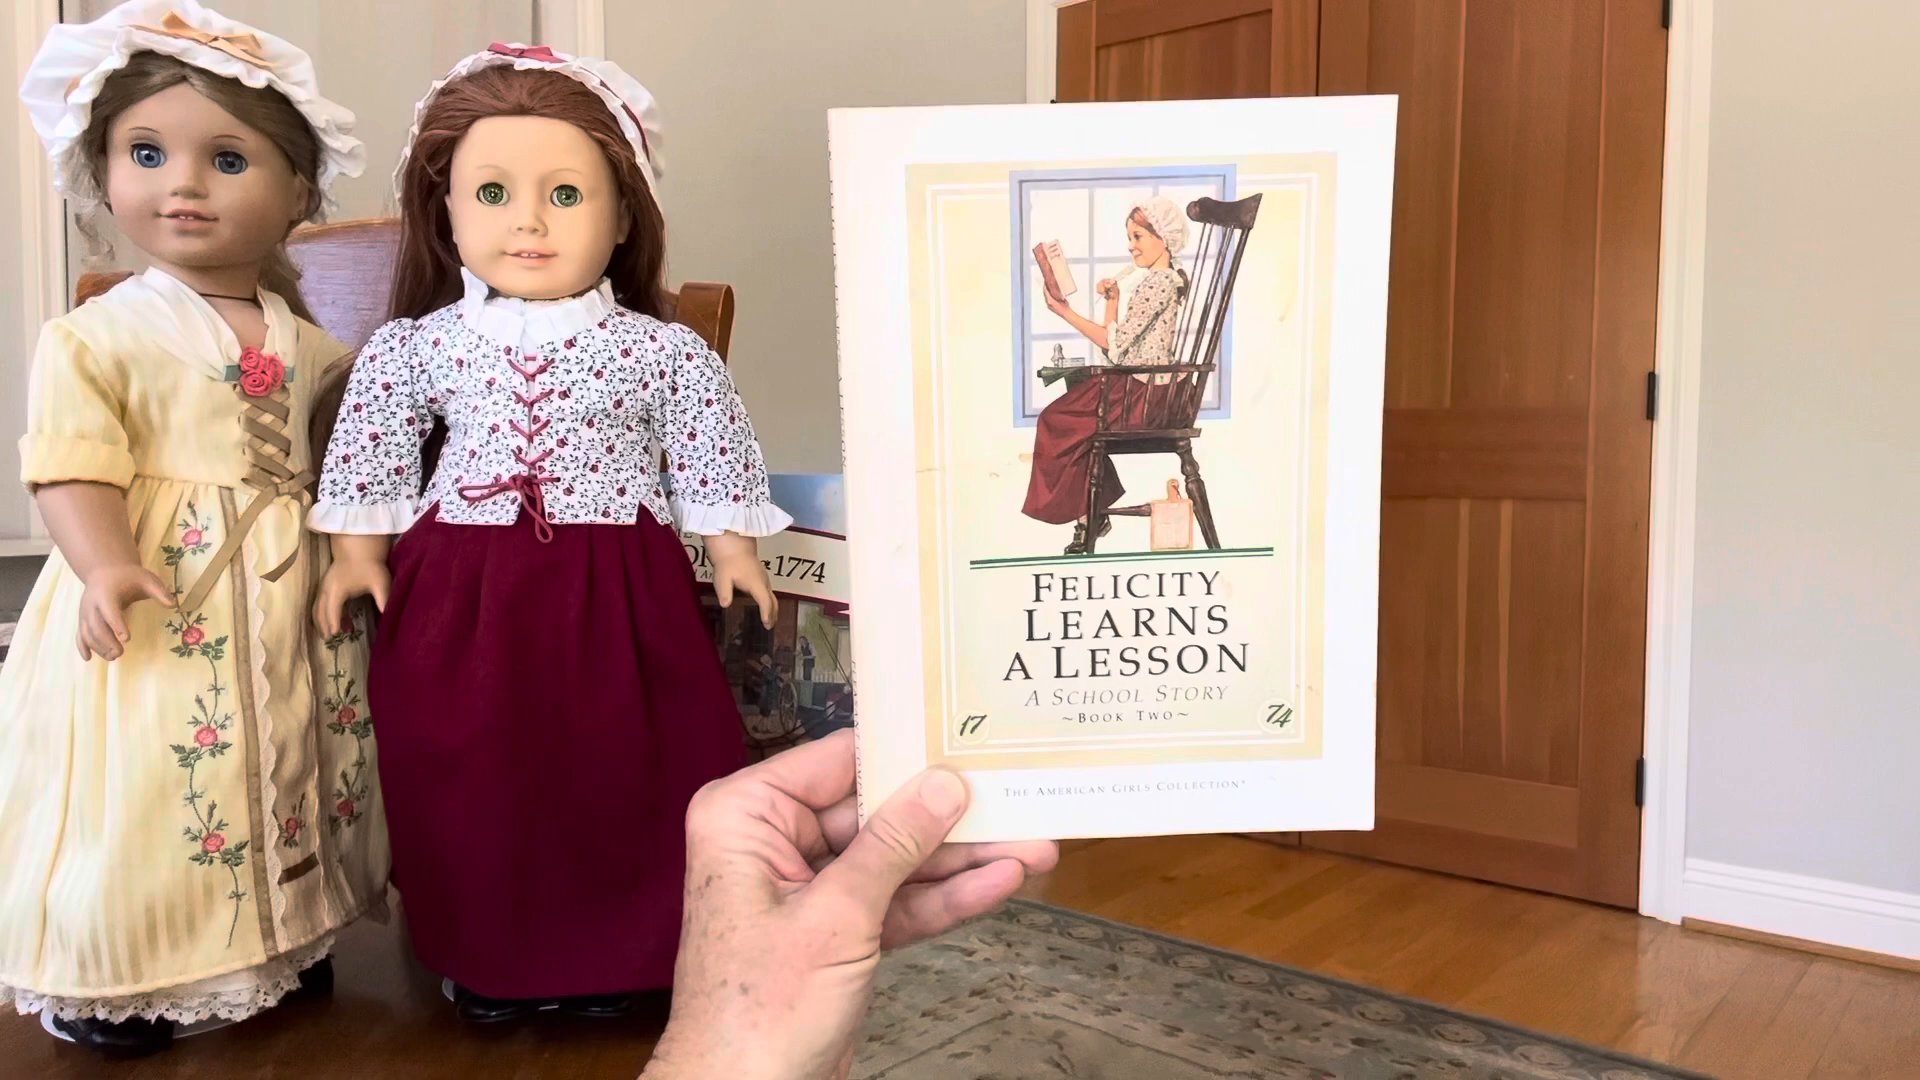 FELICITY
LEARNS
A LESSON
A SCHOOL STORY
~BOOK TWO~
17 74
THE AMERICAN GIRLS COLLECTION®
1774